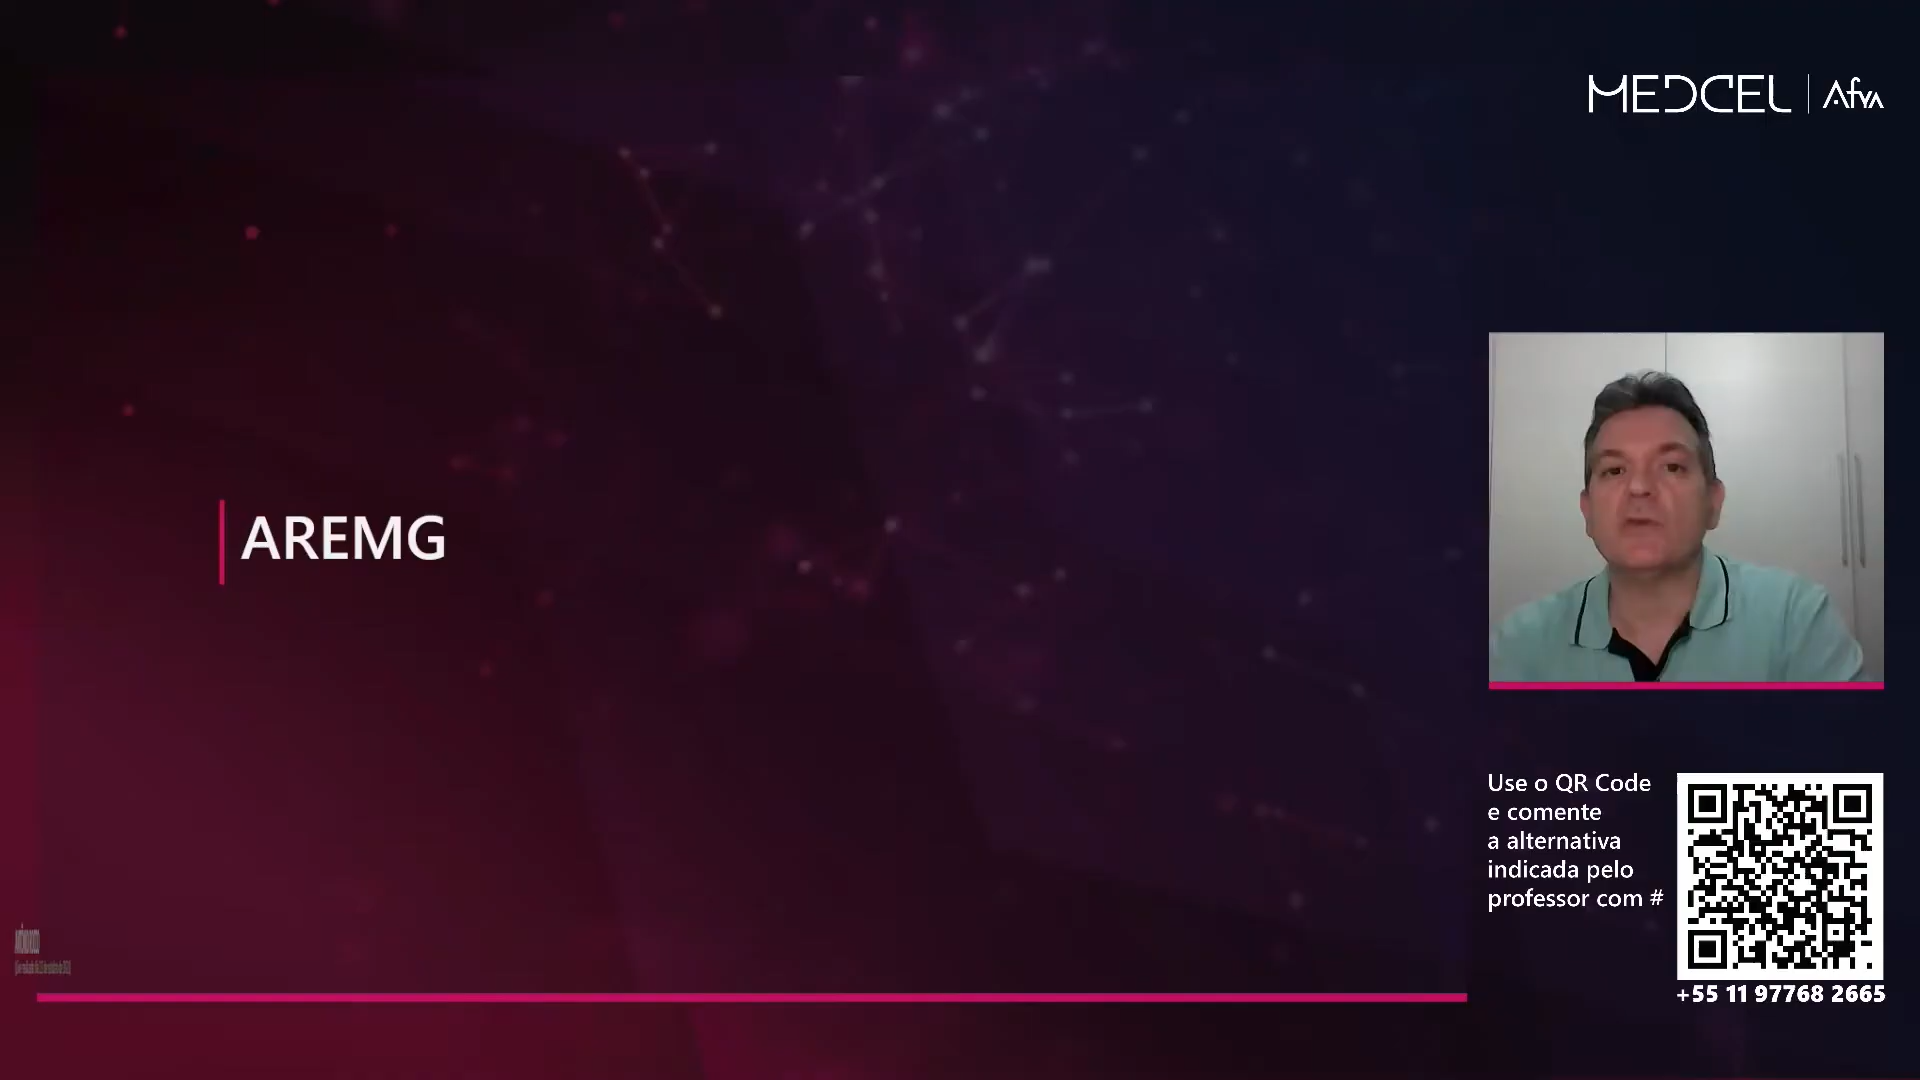 MEDCEL | Afya
AREMG
Use o QR Code
e comente
a alternativa
indicada pelo
professor com #
+55 11 97768 2665